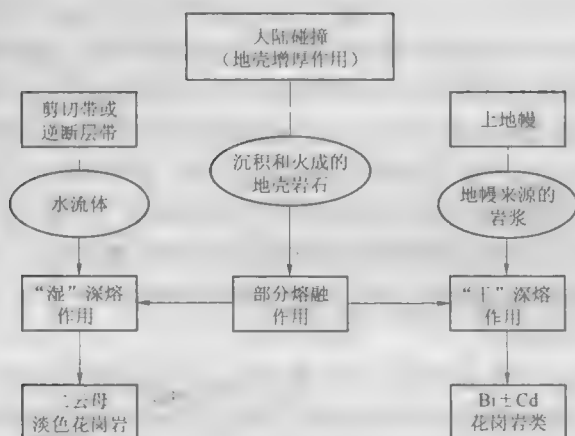 大陆碰撞
（地壳增厚作用）
剪切带或
逆断层带
上地幔
沉积和火成的
地壳岩石
水流体
地幔来源的
岩浆
“湿”深熔
作用
部分熔融
作用
“干”深熔
作用
二云母
淡色花岗岩
Bi±Cd
花岗岩类